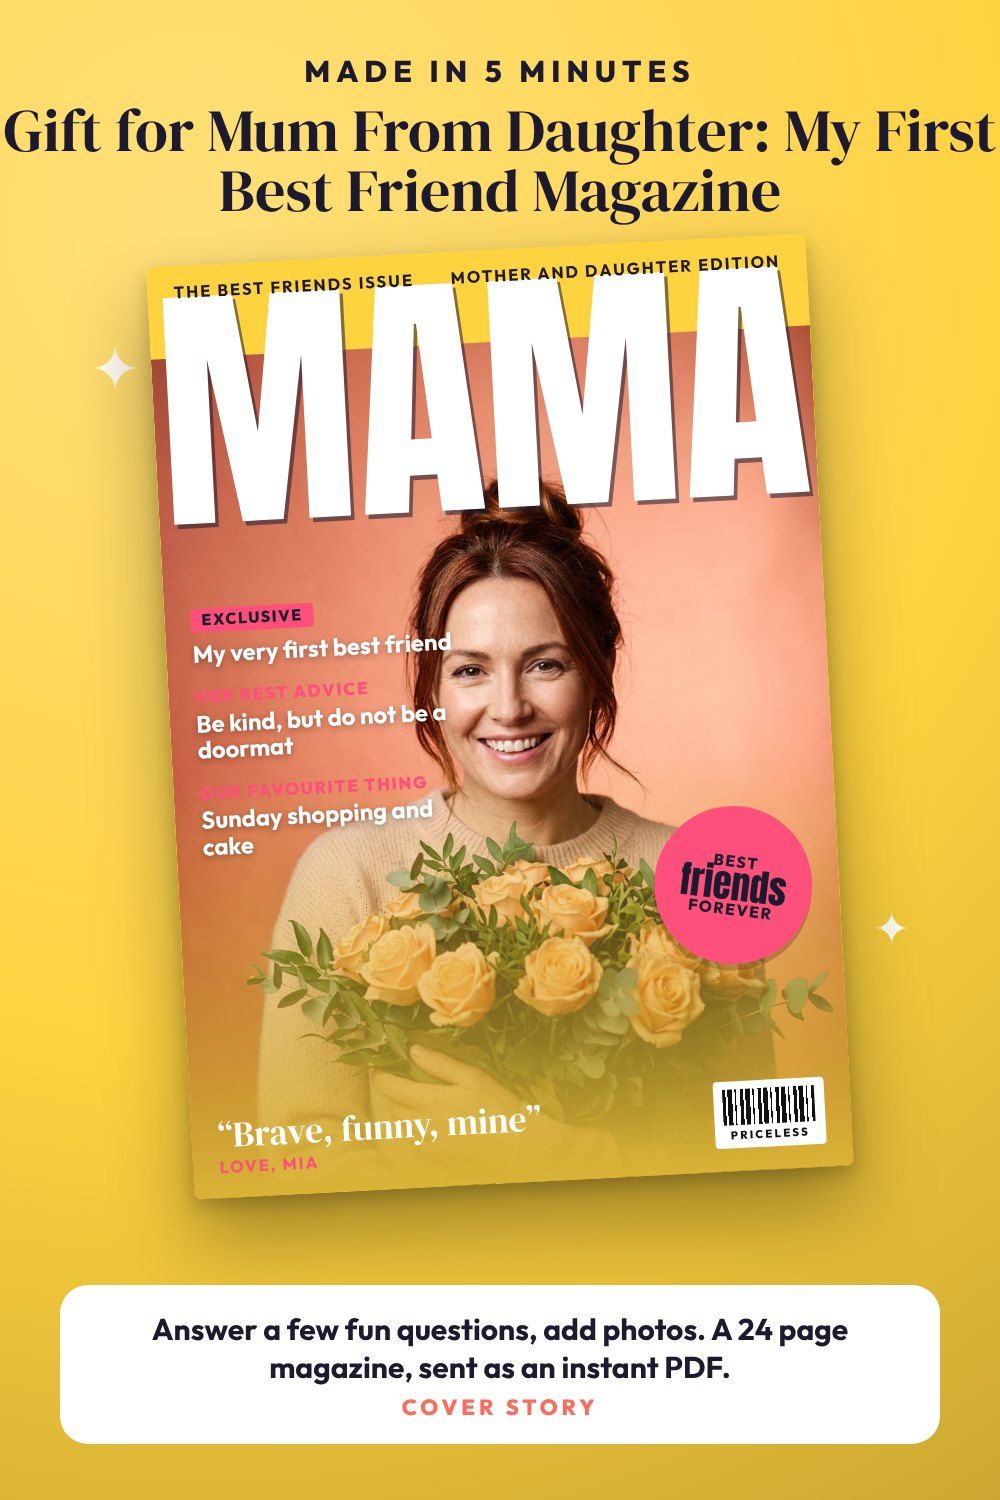 MADE IN 5 MINUTES
Gift for Mum From Daughter: My First
Best Friend Magazine
THE BEST FRIENDS ISSUE
MOTHER AND DAUGHTER EDITION
MAMA
EXCLUSIVE
My very first best friend
HER BEST ADVICE
Be kind, but do not be a
doormat
OUR FAVOURITE THING
Sunday shopping and
cake
BEST
friends
FOREVER
“Brave, funny, mine”
LOVE, MIA
PRICELESS
Answer a few fun questions, add photos. A 24 page
magazine, sent as an instant PDF.
COVER STORY